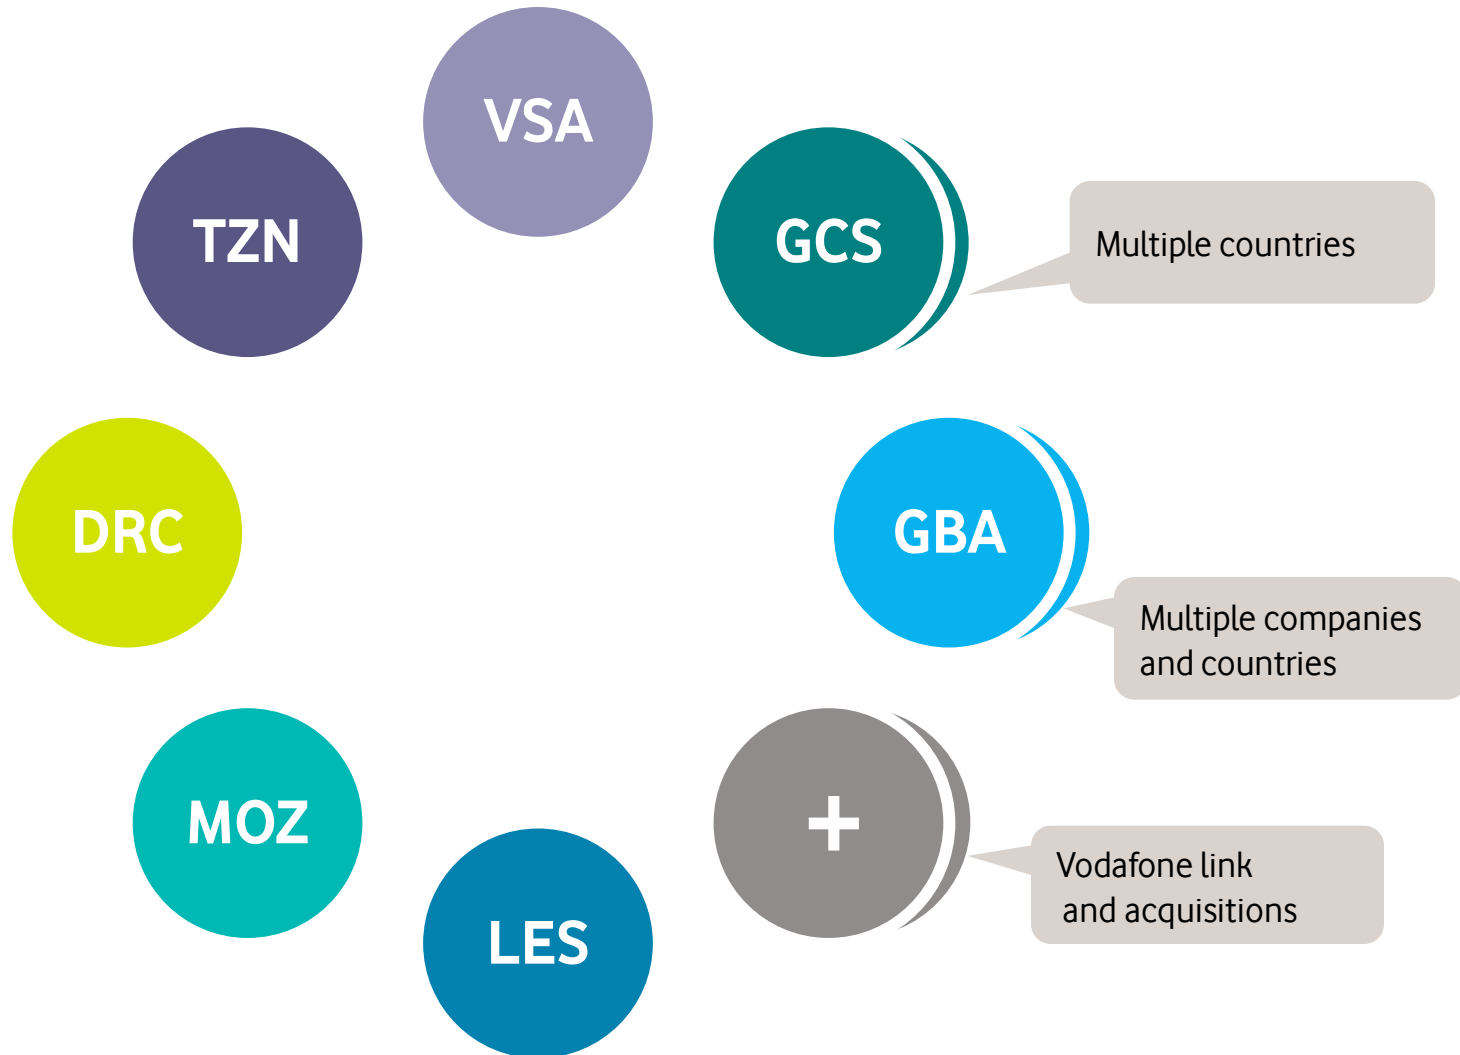 VSA
TZN
GCS
Multiple countries
DRC
GBA
Multiple companies
and countries
MOZ
+
Vodafone link
and acquisitions
LES